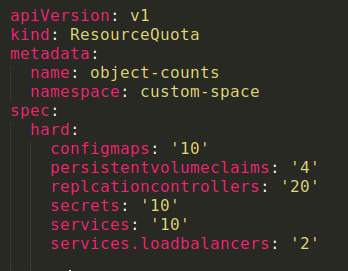 apiVersion: v1
kind: ResourceQuota
metadata:
  name: object-counts
  namespace: custom-space
spec:
  hard:
    configmaps: '10'
    persistentvolumeclaims: '4'
    replcationcontrollers: '20'
    secrets: '10'
    services: '10'
    services.loadbalancers: '2'